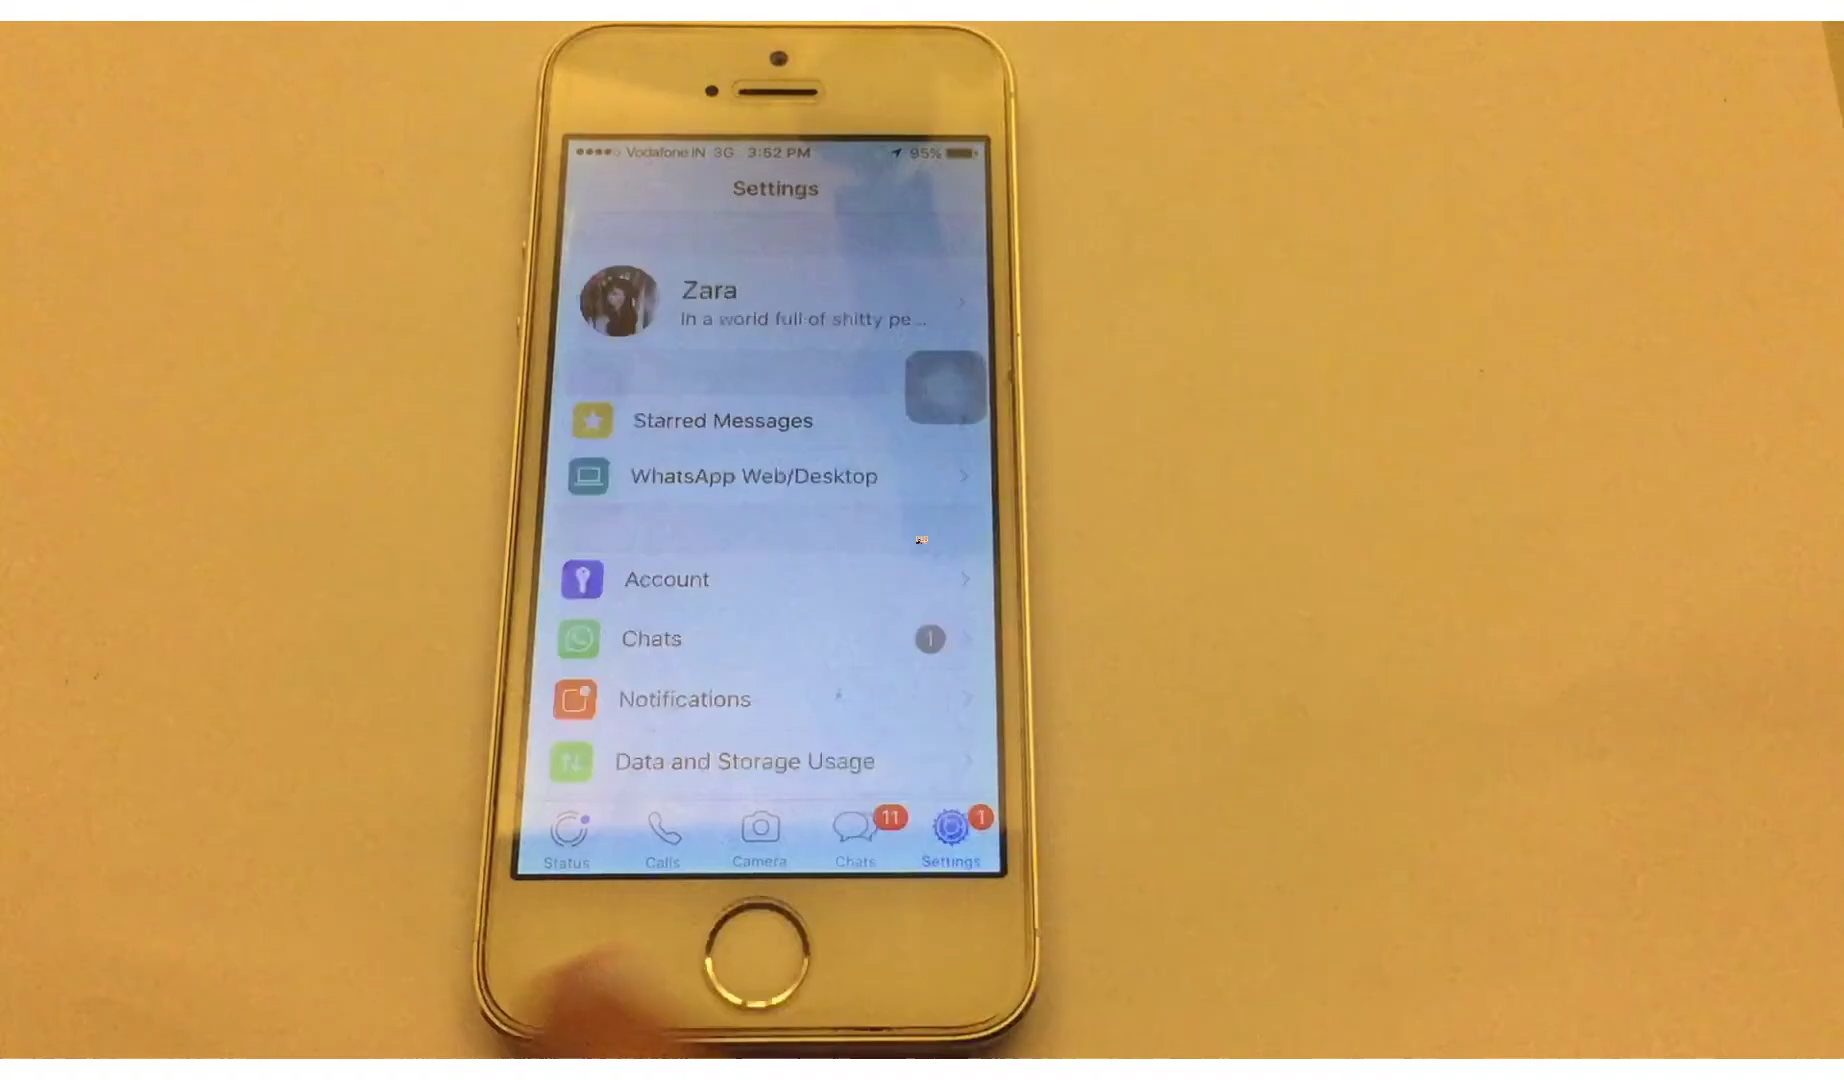 Vodafone IN 3G 3:52 PM 95%
Settings
Zara
In a world full of shitty pe...
Starred Messages
WhatsApp Web/Desktop
Account
Chats 1
Notifications
Data and Storage Usage
11 1
Status Calls Camera Chats Settings